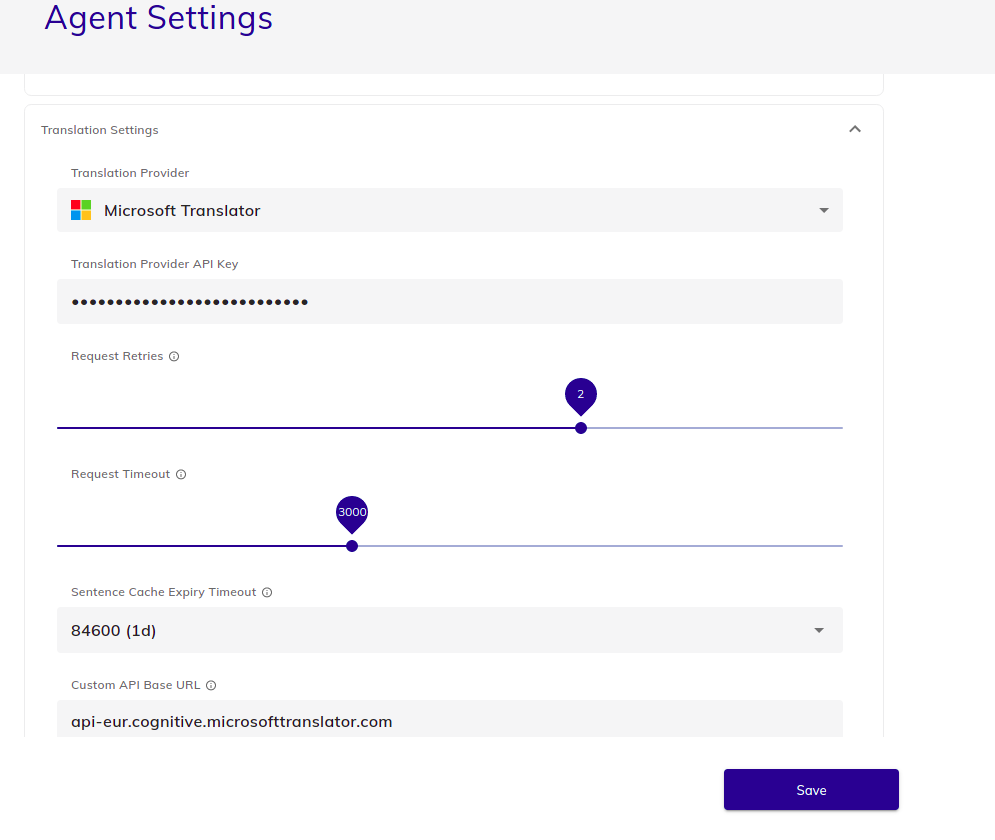 Agent Settings
Translation Settings
Translation Provider
Microsoft Translator
Translation Provider API Key
•••••••••••••••••••••••••••
Request Retries
2
Request Timeout
3000
Sentence Cache Expiry Timeout
84600 (1d)
Custom API Base URL
api-eur.cognitive.microsofttranslator.com
Save